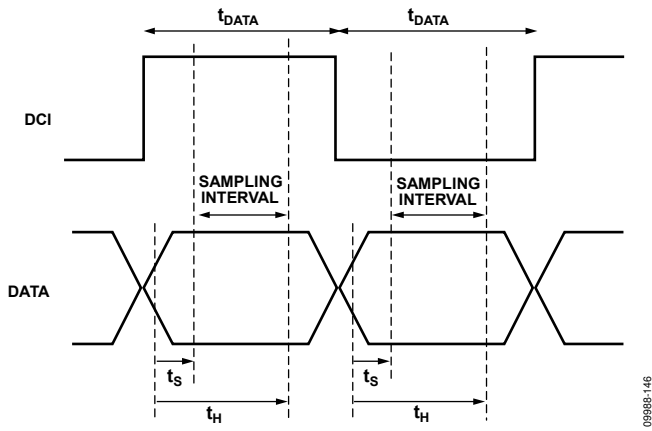 tDATA tDATA
DCI
SAMPLING INTERVAL
SAMPLING INTERVAL
DATA
tS tS
tH tH
09988-146